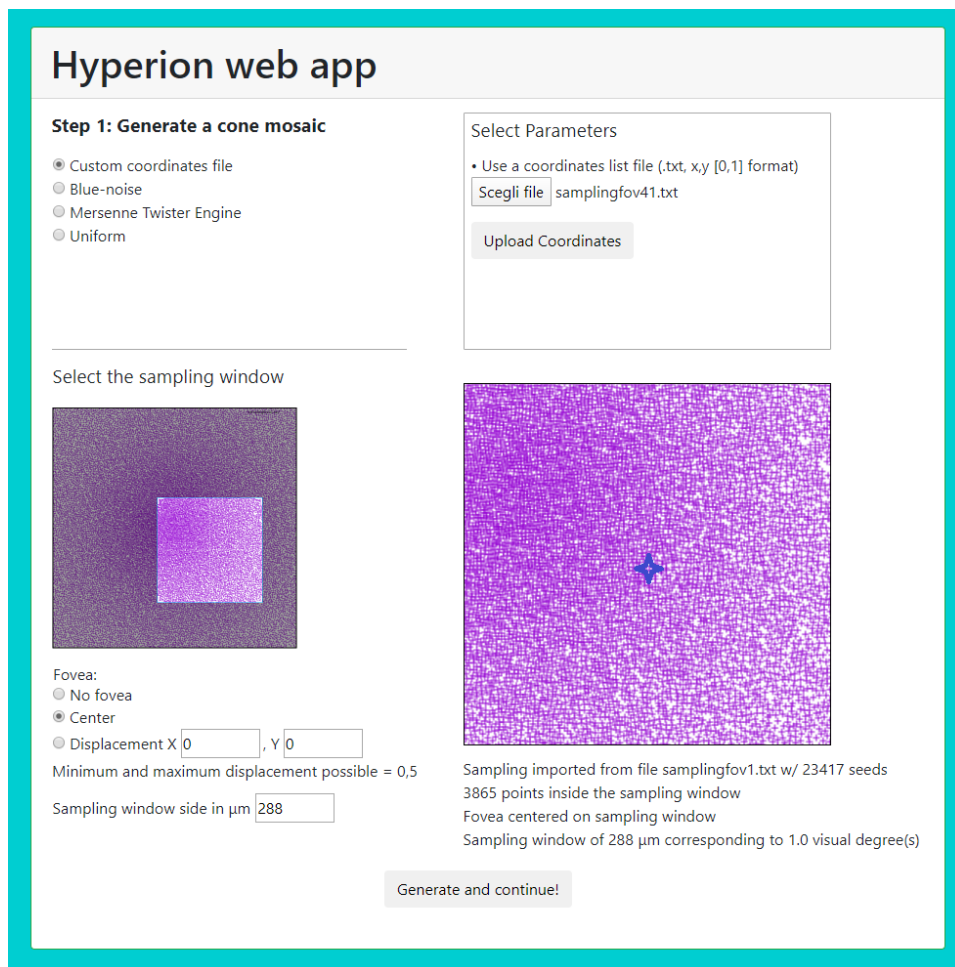 Hyperion web app
Step 1: Generate a cone mosaic
Custom coordinates file
Blue-noise
Mersenne Twister Engine
Uniform
Select Parameters
• Use a coordinates list file (.txt, x,y [0,1] format)
Scegli file samplingfov41.txt
Upload Coordinates
Select the sampling window
Fovea:
No fovea
Center
Displacement X 0 , Y 0
Minimum and maximum displacement possible = 0,5
Sampling window side in μm 288
Sampling imported from file samplingfov1.txt w/ 23417 seeds
3865 points inside the sampling window
Fovea centered on sampling window
Sampling window of 288 μm corresponding to 1.0 visual degree(s)
Generate and continue!